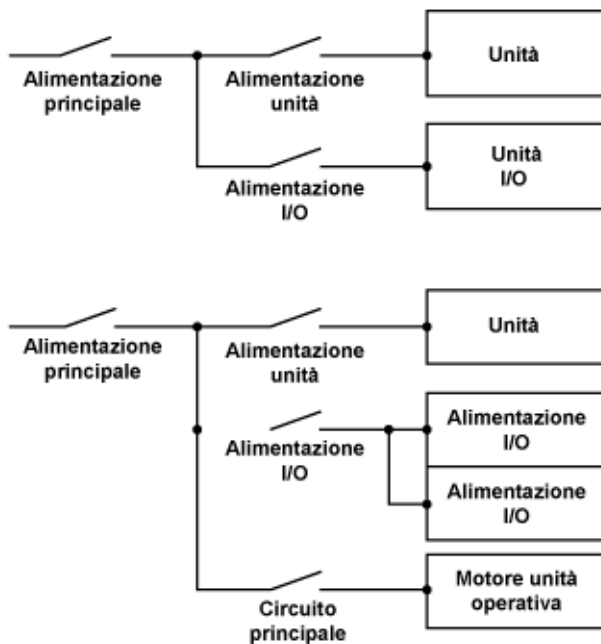 Unità
Alimentazione
principale
Alimentazione
unità
Unità
I/O
Alimentazione
I/O
Unità
Alimentazione
principale
Alimentazione
unità
Alimentazione
I/O
Alimentazione
I/O
Alimentazione
I/O
Motore unità
operativa
Circuito
principale